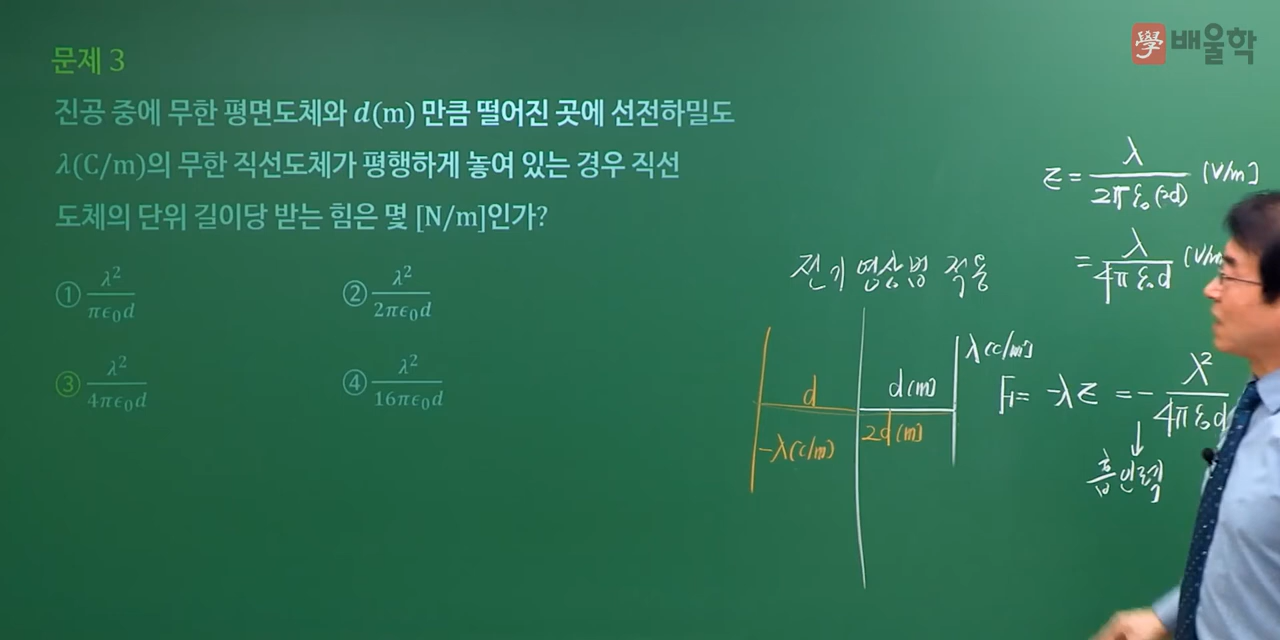 學 배울학
문제 3
진공 중에 무한 평면도체와 d(m) 만큼 떨어진 곳에 선전하밀도
λ(C/m)의 무한 직선도체가 평행하게 놓여 있는 경우 직선
도체의 단위 길이당 받는 힘은 몇 [N/m]인가?
① λ²/πϵ₀d ② λ²/2πϵ₀d
③ λ²/4πϵ₀d ④ λ²/16πϵ₀d
E = λ/2πε₀(2d) [V/m]
= λ/4πε₀d (V/m
전기 영상법 적용
λ(C/m)
d d(m)
-λ(C/m) 2d(m)
F = -λE = - λ²/4πε₀d
↓
흡인력